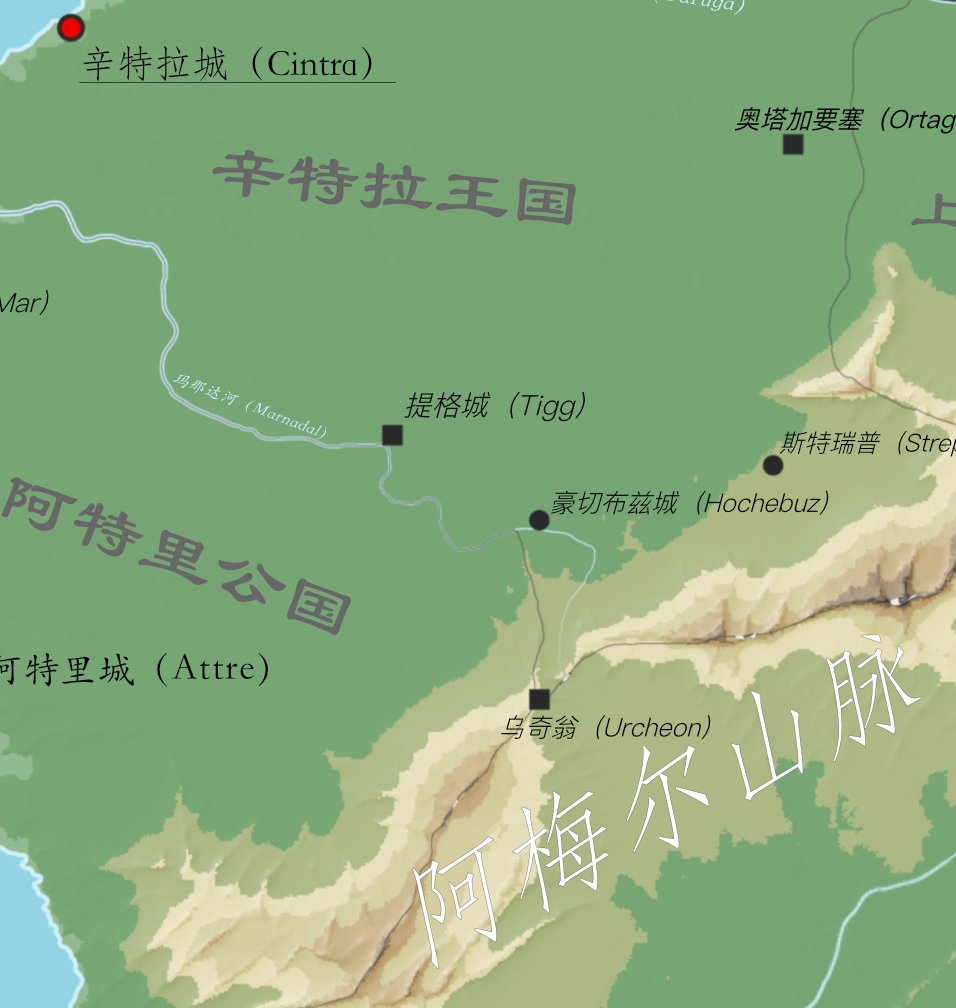 (Jaruga)
辛特拉城（Cintra）
奥塔加要塞（Ortag
辛特拉王国
上
Mar）
玛那达河（Marnadal）
提格城（Tigg）
斯特瑞普（Strep
豪切布兹城（Hochebuz）
阿特里公国
阿特里城（Attre）
乌奇翁（Urcheon）
阿梅尔山脉